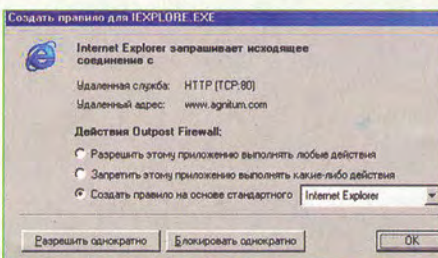 Создать правило для IEXPLORE.EXE
Internet Explorer запрашивает исходящее
соединение с
Удаленная служба: HTTP (TCP:80)
Удаленный адрес: www.agnitum.com
Действия Outpost Firewall:
Разрешить этому приложению выполнять любые действия
Запретить этому приложению выполнять какие-либо действия
Создать правило на основе стандартного Internet Explorer
Разрешить однократно Блокировать однократно OK